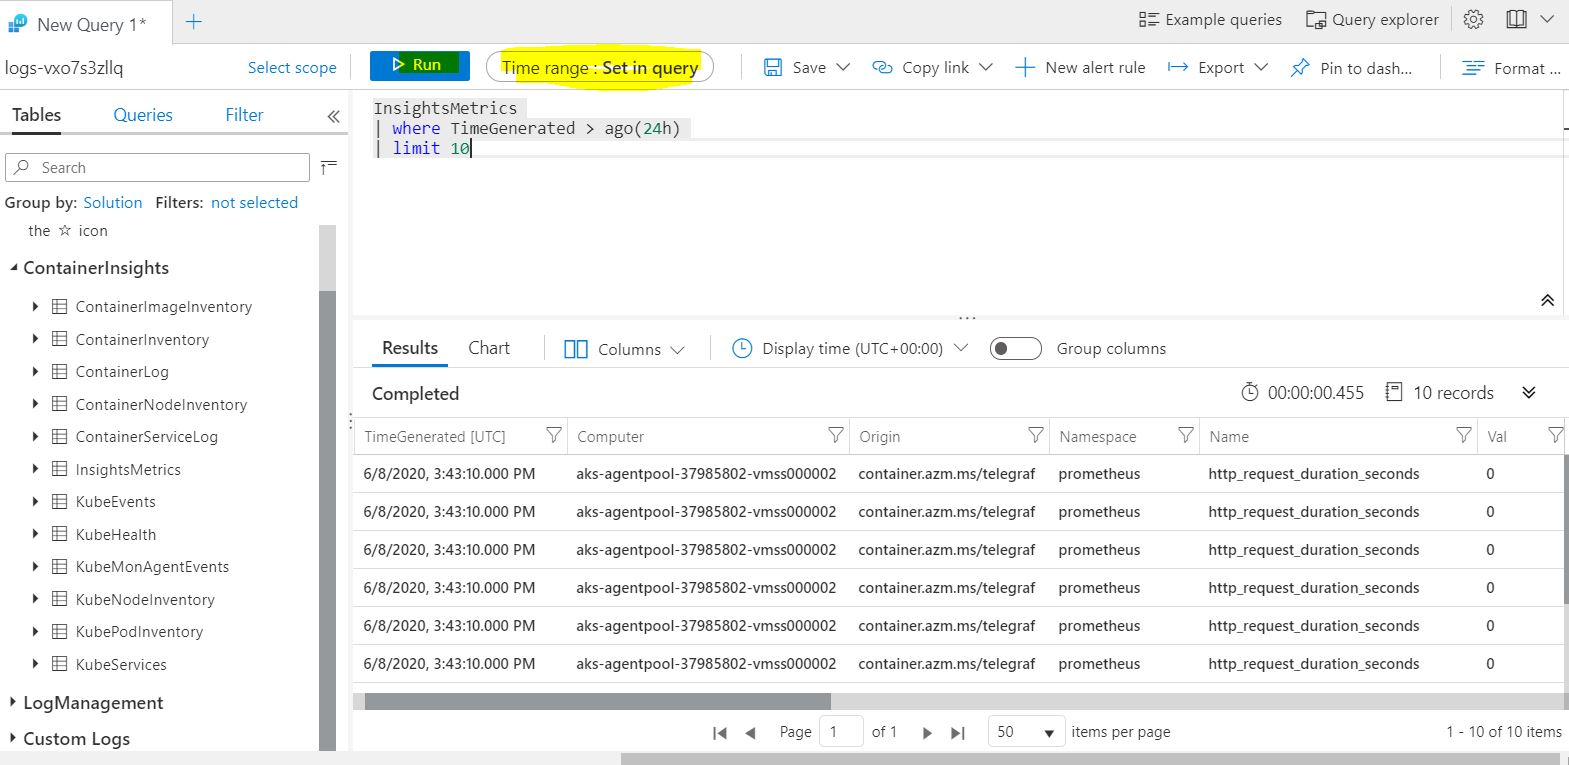 New Query 1*
Example queries
Query explorer
logs-vxo7s3zllq
Select scope
Run
Time range : Set in query
Save
Copy link
New alert rule
Export
Pin to dash...
Format ...
Tables
Queries
Filter
Search
Group by: Solution Filters: not selected
the ☆ icon
ContainerInsights
ContainerImageInventory
ContainerInventory
ContainerLog
ContainerNodeInventory
ContainerServiceLog
InsightsMetrics
KubeEvents
KubeHealth
KubeMonAgentEvents
KubeNodeInventory
KubePodInventory
KubeServices
LogManagement
Custom Logs
InsightsMetrics
| where TimeGenerated > ago(24h)
| limit 10
Results
Chart
Columns
Display time (UTC+00:00)
Group columns
Completed
00:00:00.455
10 records
TimeGenerated [UTC] Computer Origin Namespace Name Val
6/8/2020, 3:43:10.000 PM aks-agentpool-37985802-vmss000002 container.azm.ms/telegraf prometheus http_request_duration_seconds 0
6/8/2020, 3:43:10.000 PM aks-agentpool-37985802-vmss000002 container.azm.ms/telegraf prometheus http_request_duration_seconds 0
6/8/2020, 3:43:10.000 PM aks-agentpool-37985802-vmss000002 container.azm.ms/telegraf prometheus http_request_duration_seconds 0
6/8/2020, 3:43:10.000 PM aks-agentpool-37985802-vmss000002 container.azm.ms/telegraf prometheus http_request_duration_seconds 0
6/8/2020, 3:43:10.000 PM aks-agentpool-37985802-vmss000002 container.azm.ms/telegraf prometheus http_request_duration_seconds 0
6/8/2020, 3:43:10.000 PM aks-agentpool-37985802-vmss000002 container.azm.ms/telegraf prometheus http_request_duration_seconds 0
Page 1 of 1
50 items per page
1 - 10 of 10 items